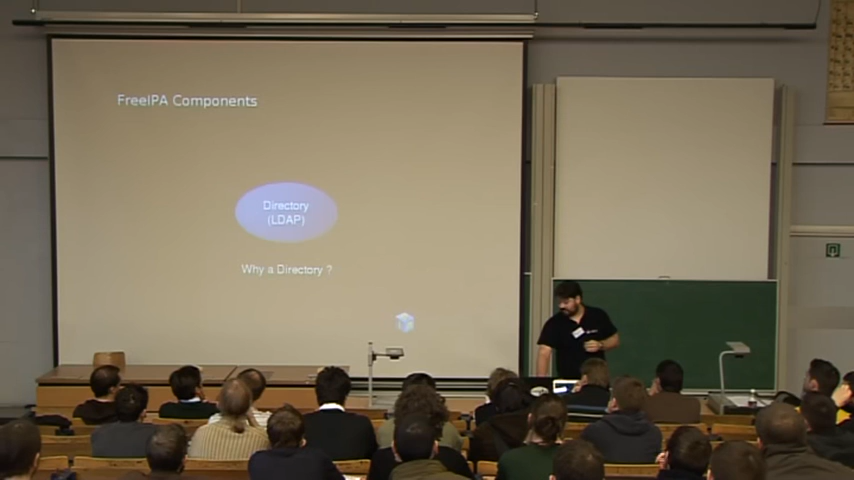 FreeIPA Components
Directory
(LDAP)
Why a Directory ?